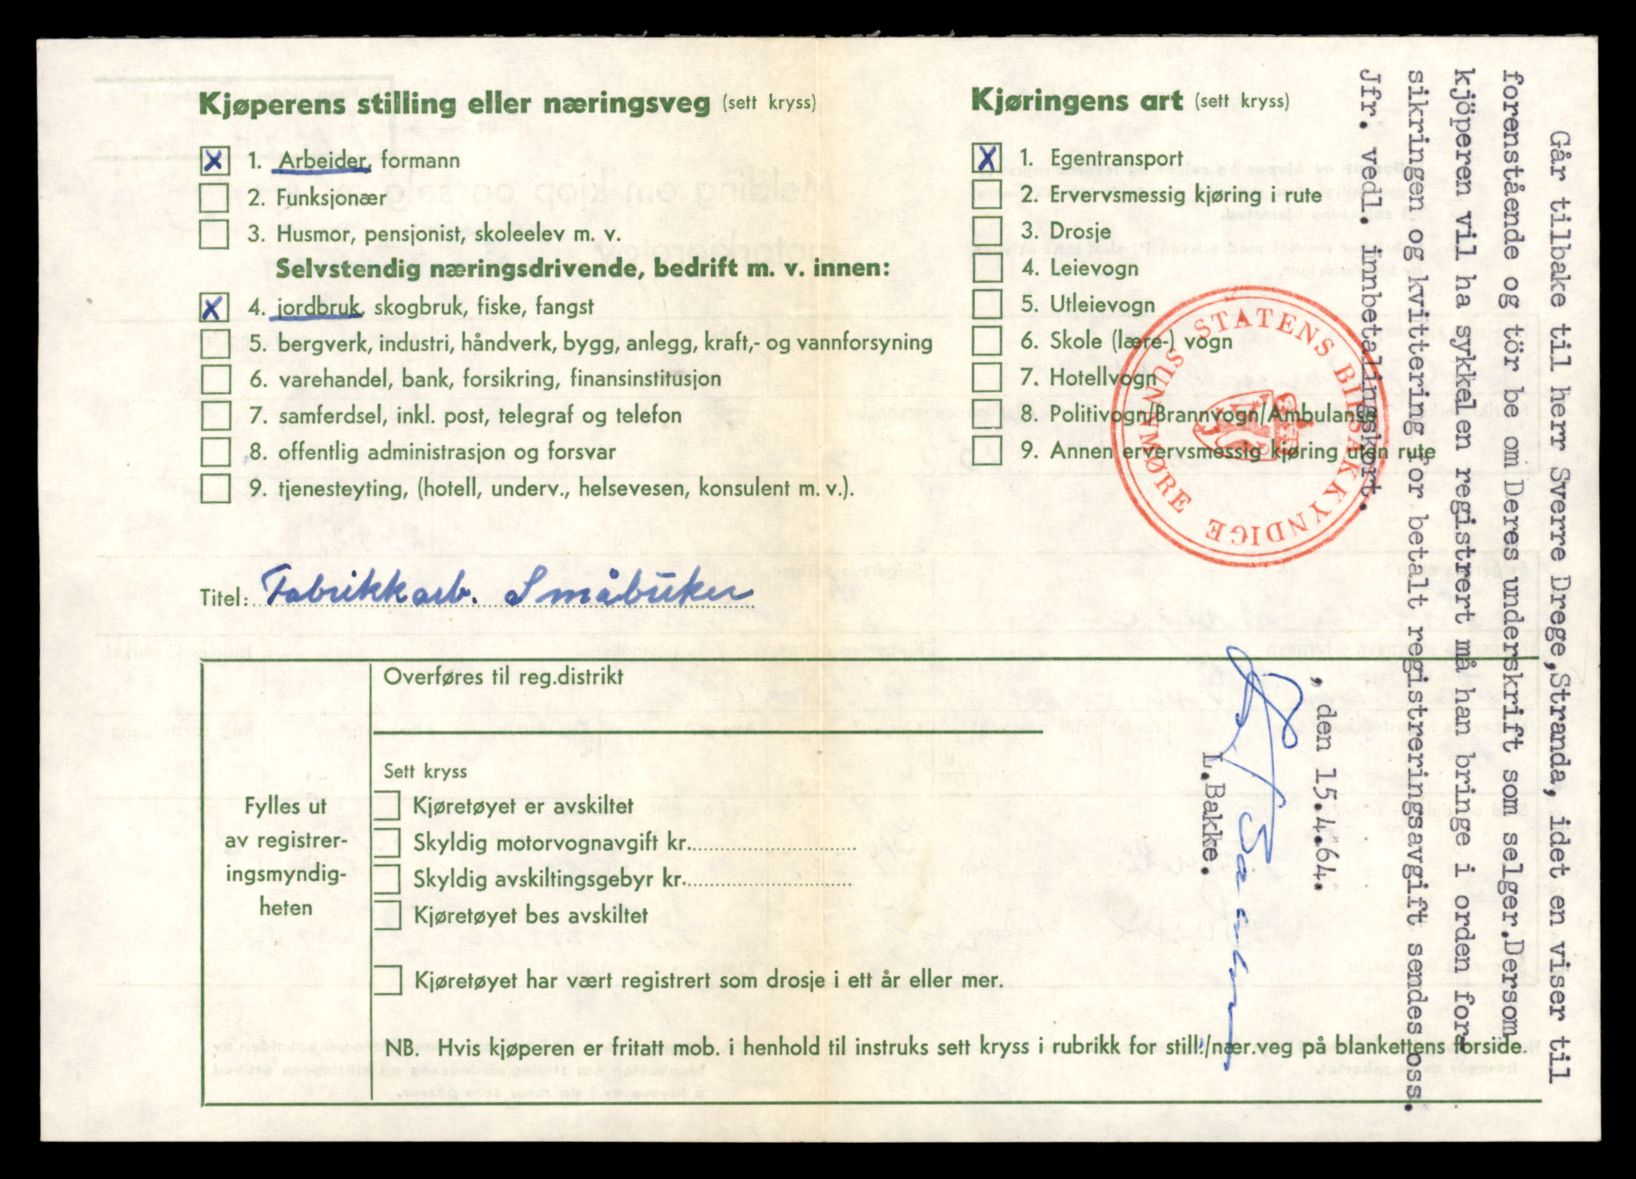 Kjøperens stilling eller næringsveg (sett kryss)
X 1. Arbeider, formann
2. Funksjonær
3. Husmor, pensjonist, skoleelev m. v.
Selvstendig næringsdrivende, bedrift m. v. innen:
X 4. jordbruk, skogbruk, fiske, fangst
5. bergverk, industri, håndverk, bygg, anlegg, kraft,- og vannforsyning
6. varehandel, bank, forsikring, finansinstitusjon
7. samferdsel, inkl. post, telegraf og telefon
8. offentlig administrasjon og forsvar
9. tjenesteyting, (hotell, underv., helsevesen, konsulent m. v.).
Kjøringens art (sett kryss)
X 1. Egentransport
2. Ervervsmessig kjøring i rute
3. Drosje
4. Leievogn
5. Utleievogn
6. Skole (lære-) vogn
7. Hotellvogn
8. Politivogn/Brannvogn/Ambulanse
9. Annen ervervsmessig kjøring uten rute
STATENS BILSAKKYNDIGE
NORDMØRE
Titel: Fabrikkarb. Småbruker
Overføres til reg.distrikt
Fylles ut
av registrer-
ingsmyndig-
heten
Sett kryss
Kjøretøyet er avskiltet
Skyldig motorvognavgift kr.
Skyldig avskiltingsgebyr kr.
Kjøretøyet bes avskiltet
Kjøretøyet har vært registrert som drosje i ett år eller mer.
NB. Hvis kjøperen er fritatt mob. i henhold til instruks sett kryss i rubrikk for still./nær.veg på blankettens forside.
Går tilbake til herr Sverre Drege,Stranda, idet en viser til
forenstående og tör be om Deres underskrift som selger.Dersom
kjöperen vil ha sykkelen registrert må han bringe i orden for-
sikringen og kvittering for betalt registreringsavgift sendes oss.
Jfr. vedl. innbetalingskort.
, den 15.4.64.
L.Bakke.